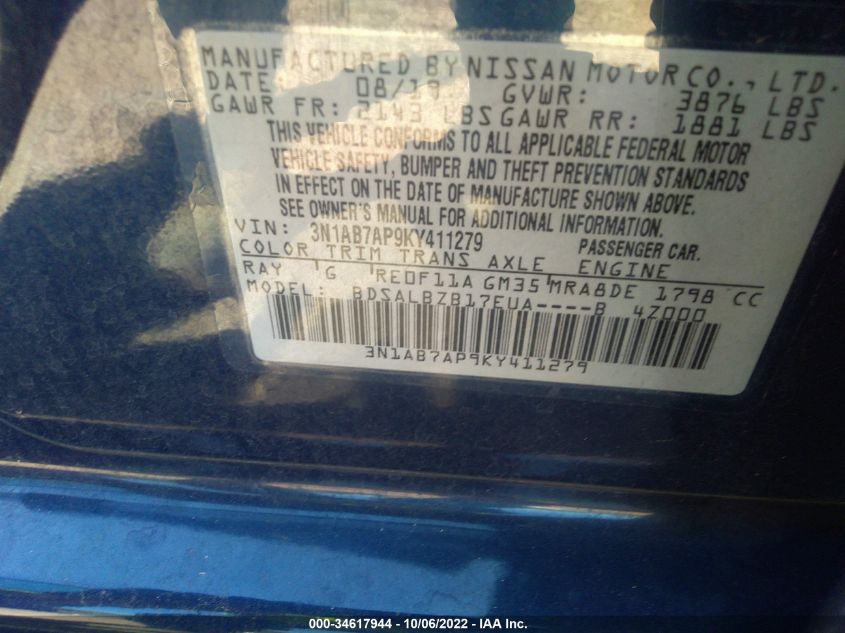 MANUFACTURED BY NISSAN MOTOR CO., LTD.
DATE: 08/19 GVWR: 3876 LBS
GAWR FR: 2143 LBS GAWR RR: 1881 LBS
THIS VEHICLE CONFORMS TO ALL APPLICABLE FEDERAL MOTOR
VEHICLE SAFETY, BUMPER AND THEFT PREVENTION STANDARDS
IN EFFECT ON THE DATE OF MANUFACTURE SHOWN ABOVE.
SEE OWNER'S MANUAL FOR ADDITIONAL INFORMATION.
VIN: 3N1AB7AP9KY411279 PASSENGER CAR.
COLOR TRIM TRANS AXLE ENGINE
RAY G RE0F11A GM35 MRA8DE 1798 CC
MODEL: BDSALBZB17EUA----B 4Z000
3N1AB7AP9KY411279
000-34617944 - 10/06/2022 - IAA Inc.